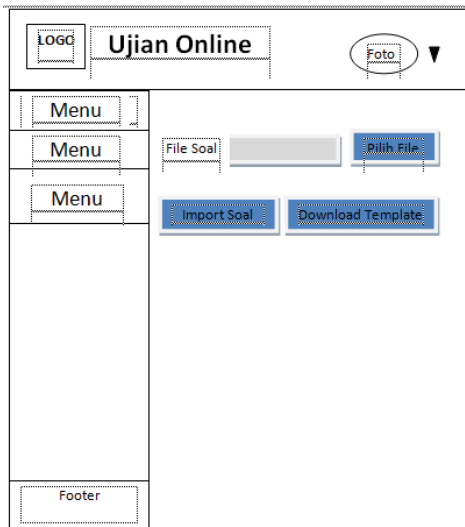 LOGO
Ujian Online
Foto
Menu
Menu
File Soal
Pilih File
Menu
Import Soal
Download Template
Footer